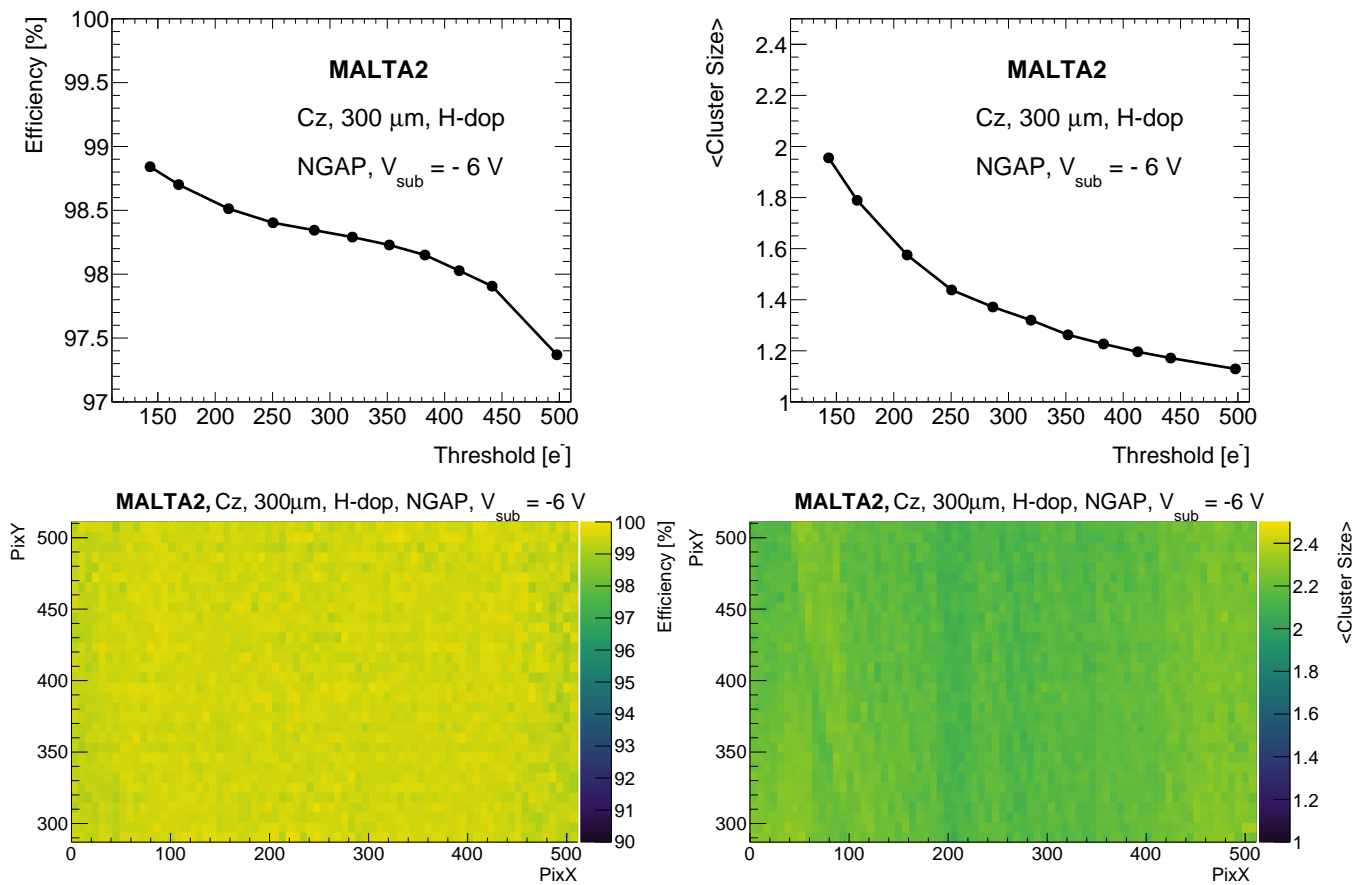 Efficiency [%]
100
99.5
99
98.5
98
97.5
97
MALTA2
Cz, 300 μm, H-dop
NGAP, Vsub = - 6 V
150 200 250 300 350 400 450 500
Threshold [e-]
<Cluster Size>
2.4
2.2
2
1.8
1.6
1.4
1.2
1
MALTA2
Cz, 300 μm, H-dop
NGAP, Vsub = - 6 V
150 200 250 300 350 400 450 500
Threshold [e-]
MALTA2, Cz, 300μm, H-dop, NGAP, Vsub = -6 V
PixY
500
450
400
350
300
0 100 200 300 400 500
PixX
100
99
98
97
96
95
94
93
92
91
90
Efficiency [%]
MALTA2, Cz, 300μm, H-dop, NGAP, Vsub = -6 V
PixY
500
450
400
350
300
0 100 200 300 400 500
PixX
2.4
2.2
2
1.8
1.6
1.4
1.2
1
<Cluster Size>